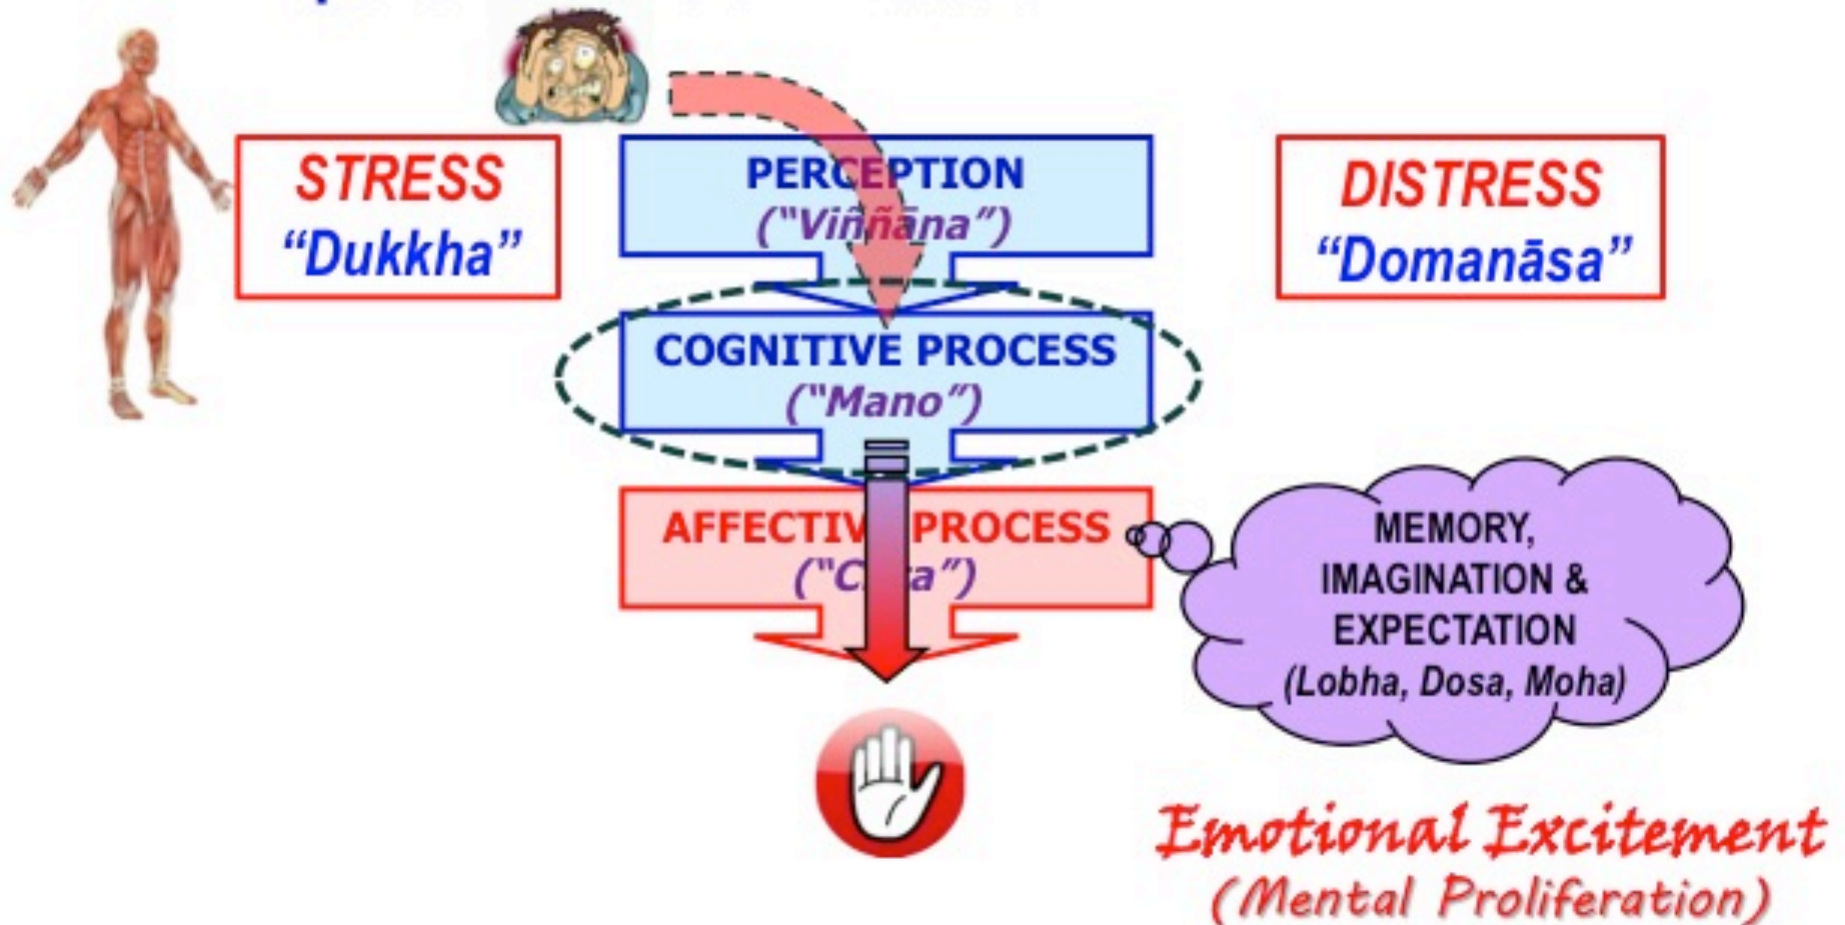 STRESS
“Dukkha”
PERCEPTION
(“Viññāna”)
DISTRESS
“Domanāsa”
COGNITIVE PROCESS
(“Mano”)
AFFECTIVE PROCESS
MEMORY,
IMAGINATION &
EXPECTATION
(Lobha, Dosa, Moha)
Emotional Excitement
(Mental Proliferation)